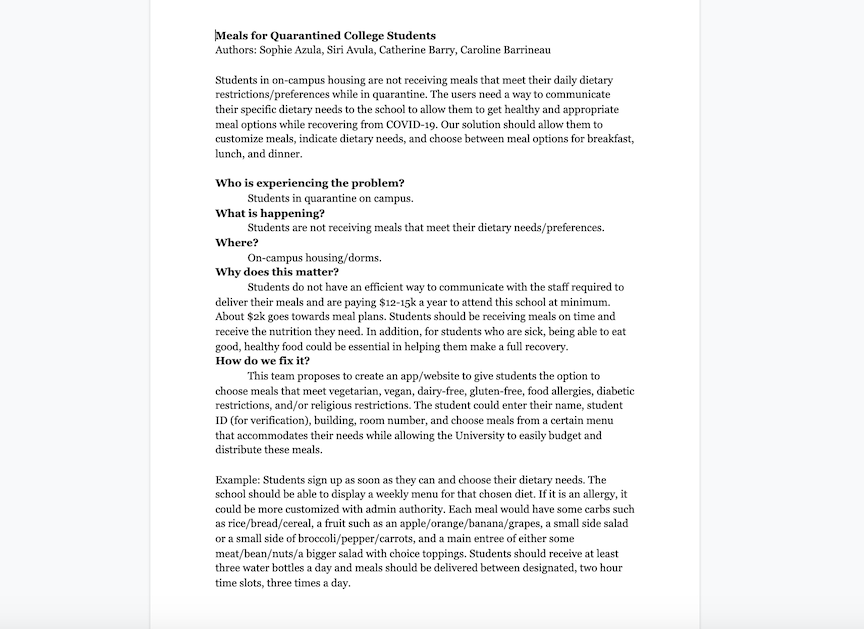 Meals for Quarantined College Students
Authors: Sophie Azula, Siri Avula, Catherine Barry, Caroline Barrineau
Students in on-campus housing are not receiving meals that meet their daily dietary
restrictions/preferences while in quarantine. The users need a way to communicate
their specific dietary needs to the school to allow them to get healthy and appropriate
meal options while recovering from COVID-19. Our solution should allow them to
customize meals, indicate dietary needs, and choose between meal options for breakfast,
lunch, and dinner.
Who is experiencing the problem?
Students in quarantine on campus.
What is happening?
Students are not receiving meals that meet their dietary needs/preferences.
Where?
On-campus housing/dorms.
Why does this matter?
Students do not have an efficient way to communicate with the staff required to
deliver their meals and are paying $12-15k a year to attend this school at minimum.
About $2k goes towards meal plans. Students should be receiving meals on time and
receive the nutrition they need. In addition, for students who are sick, being able to eat
good, healthy food could be essential in helping them make a full recovery.
How do we fix it?
This team proposes to create an app/website to give students the option to
choose meals that meet vegetarian, vegan, dairy-free, gluten-free, food allergies, diabetic
restrictions, and/or religious restrictions. The student could enter their name, student
ID (for verification), building, room number, and choose meals from a certain menu
that accommodates their needs while allowing the University to easily budget and
distribute these meals.
Example: Students sign up as soon as they can and choose their dietary needs. The
school should be able to display a weekly menu for that chosen diet. If it is an allergy, it
could be more customized with admin authority. Each meal would have some carbs such
as rice/bread/cereal, a fruit such as an apple/orange/banana/grapes, a small side salad
or a small side of broccoli/pepper/carrots, and a main entree of either some
meat/bean/nuts/a bigger salad with choice toppings. Students should receive at least
three water bottles a day and meals should be delivered between designated, two hour
time slots, three times a day.